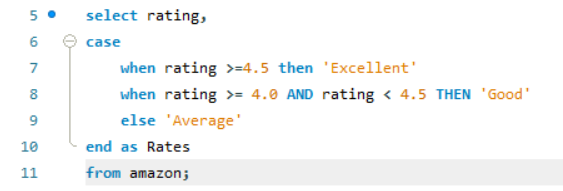 5 select rating,
6 case
7 when rating >=4.5 then 'Excellent'
8 when rating >= 4.0 AND rating < 4.5 THEN 'Good'
9 else 'Average'
10 end as Rates
11 from amazon;